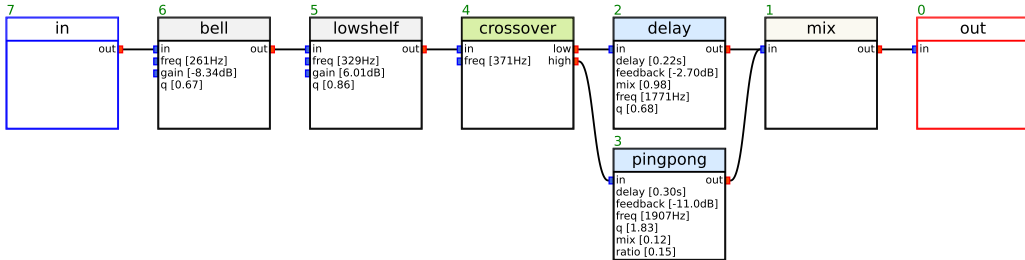 7
in
out
6
bell
in
out
freq [261Hz]
gain [-8.34dB]
q [0.67]
5
lowshelf
in
out
freq [329Hz]
gain [6.01dB]
q [0.86]
4
crossover
in
low
freq [371Hz]
high
2
delay
in
out
delay [0.22s]
feedback [-2.70dB]
mix [0.98]
freq [1771Hz]
q [0.68]
3
pingpong
in
out
delay [0.30s]
feedback [-11.0dB]
freq [1907Hz]
q [1.83]
mix [0.12]
ratio [0.15]
1
mix
in
out
0
out
in